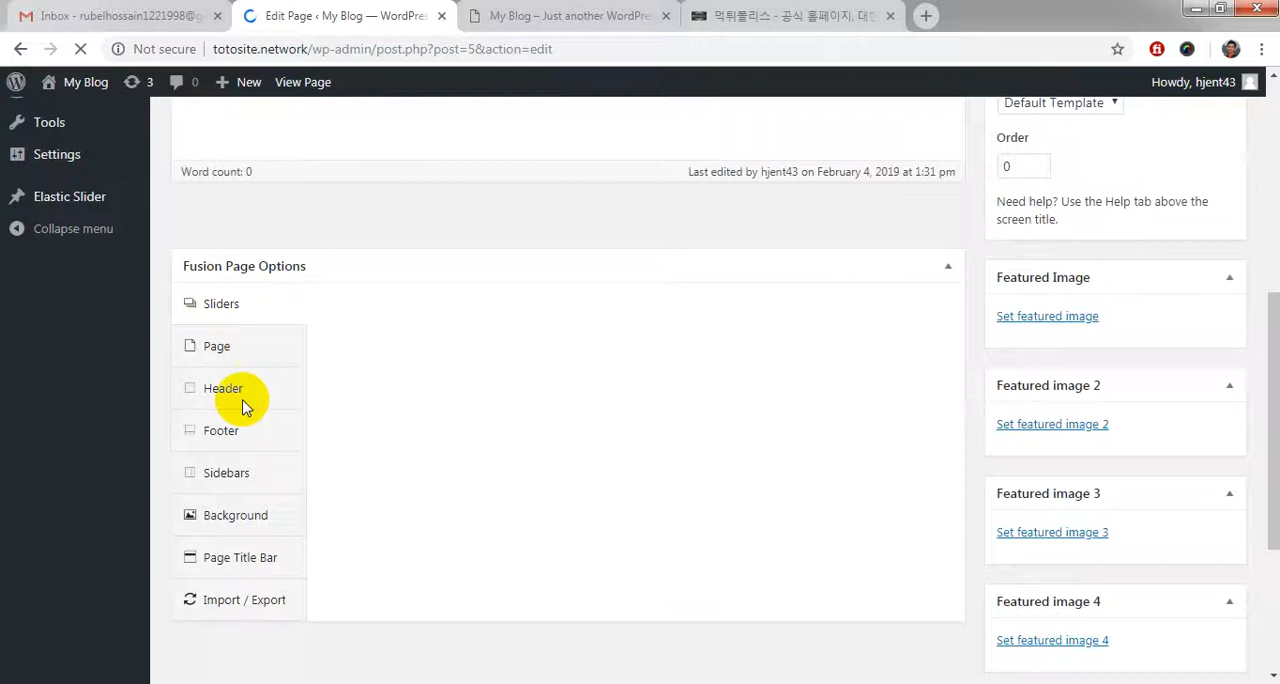 Inbox - rubelhossain1221998@g
Edit Page ‹ My Blog — WordPres
My Blog – Just another WordPre
먹튀폴리스 - 공식 홈페이지, 대한
Not secure
totosite.network/wp-admin/post.php?post=5&action=edit
My Blog
3
0
New
View Page
Howdy, hjent43
Tools
Settings
Elastic Slider
Collapse menu
Word count: 0
Last edited by hjent43 on February 4, 2019 at 1:31 pm
Fusion Page Options
Sliders
Page
Header
Footer
Sidebars
Background
Page Title Bar
Import / Export
Default Template
Order
0
Need help? Use the Help tab above the
screen title.
Featured Image
Set featured image
Featured image 2
Set featured image 2
Featured image 3
Set featured image 3
Featured image 4
Set featured image 4